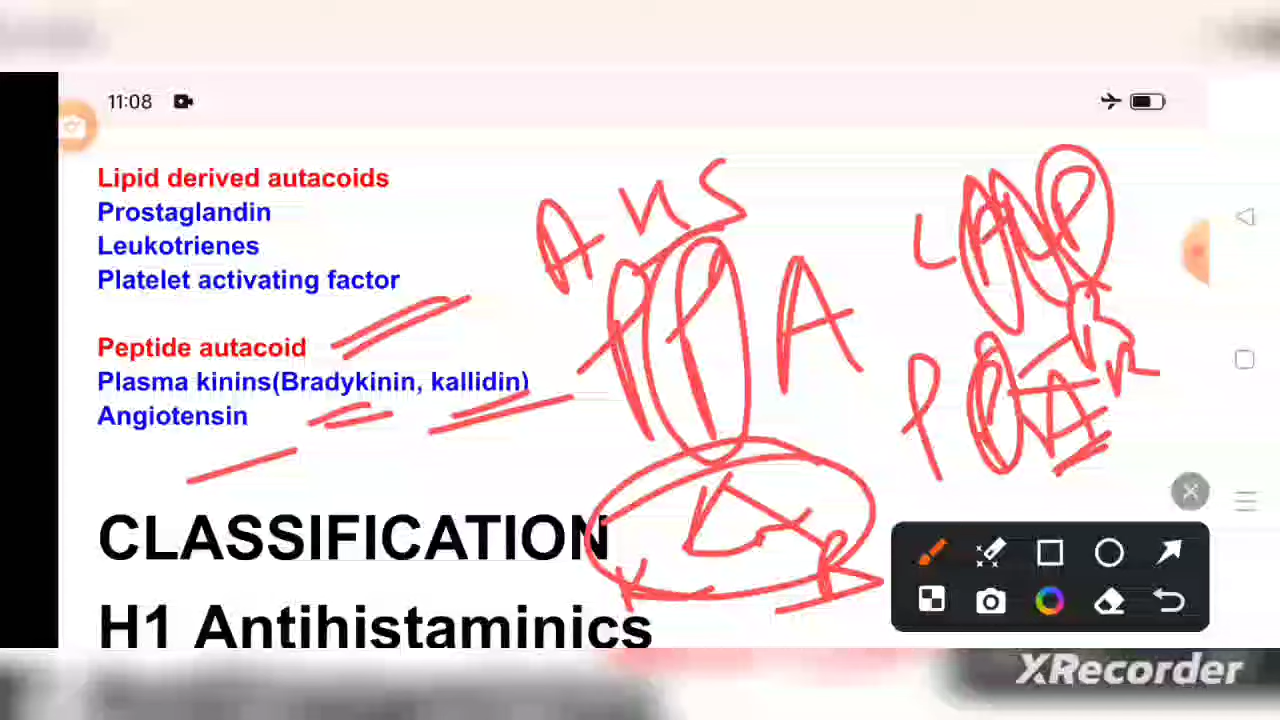 11:08
Lipid derived autacoids
Prostaglandin
Leukotrienes
Platelet activating factor
Peptide autacoid
Plasma kinins(Bradykinin, kallidin)
Angiotensin
CLASSIFICATION
H1 Antihistaminics
A
PPA
K
B
XRecorder